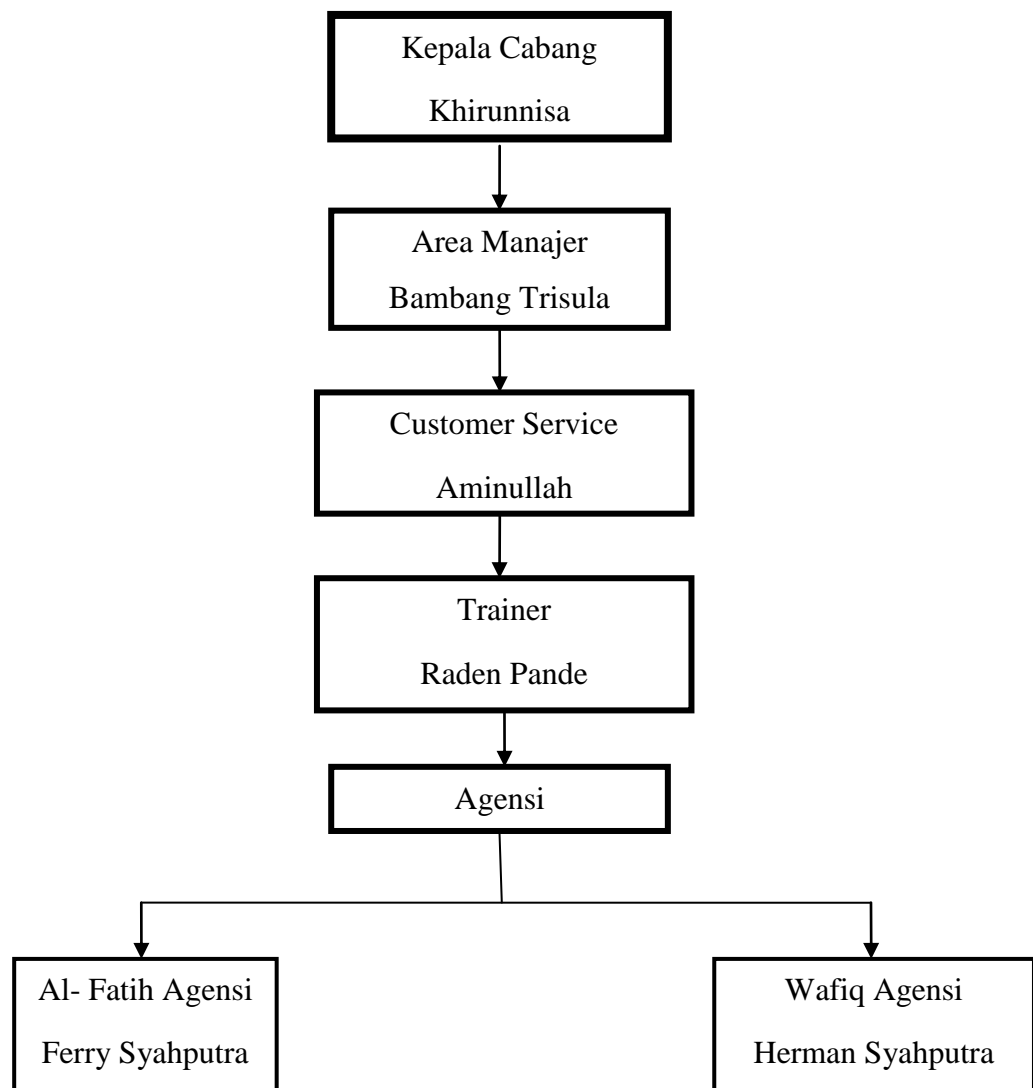 Kepala Cabang
Khirunnisa
Area Manajer
Bambang Trisula
Customer Service
Aminullah
Trainer
Raden Pande
Agensi
Al- Fatih Agensi
Ferry Syahputra
Wafiq Agensi
Herman Syahputra